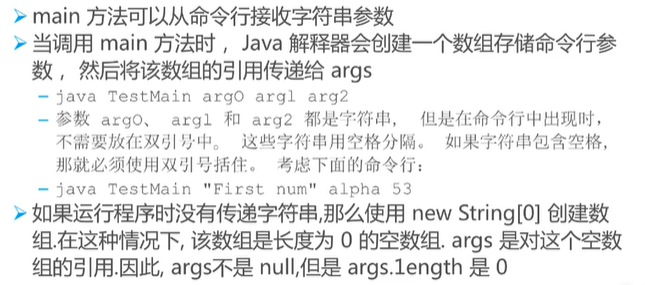 main 方法可以从命令行接收字符串参数
当调用 main 方法时， Java 解释器会创建一个数组存储命令行参
数， 然后将该数组的引用传递给 args
– java TestMain arg0 arg1 arg2
– 参数 arg0、 arg1 和 arg2 都是字符串， 但是在命令行中出现时，
不需要放在双引号中。 这些字符串用空格分隔。 如果字符串包含空格，
那就必须使用双引号括住。 考虑下面的命令行：
– java TestMain "First num" alpha 53
如果运行程序时没有传递字符串,那么使用 new String[0] 创建数
组.在这种情况下, 该数组是长度为 0 的空数组. args 是对这个空数
组的引用.因此, args不是 null,但是 args.1ength 是 0